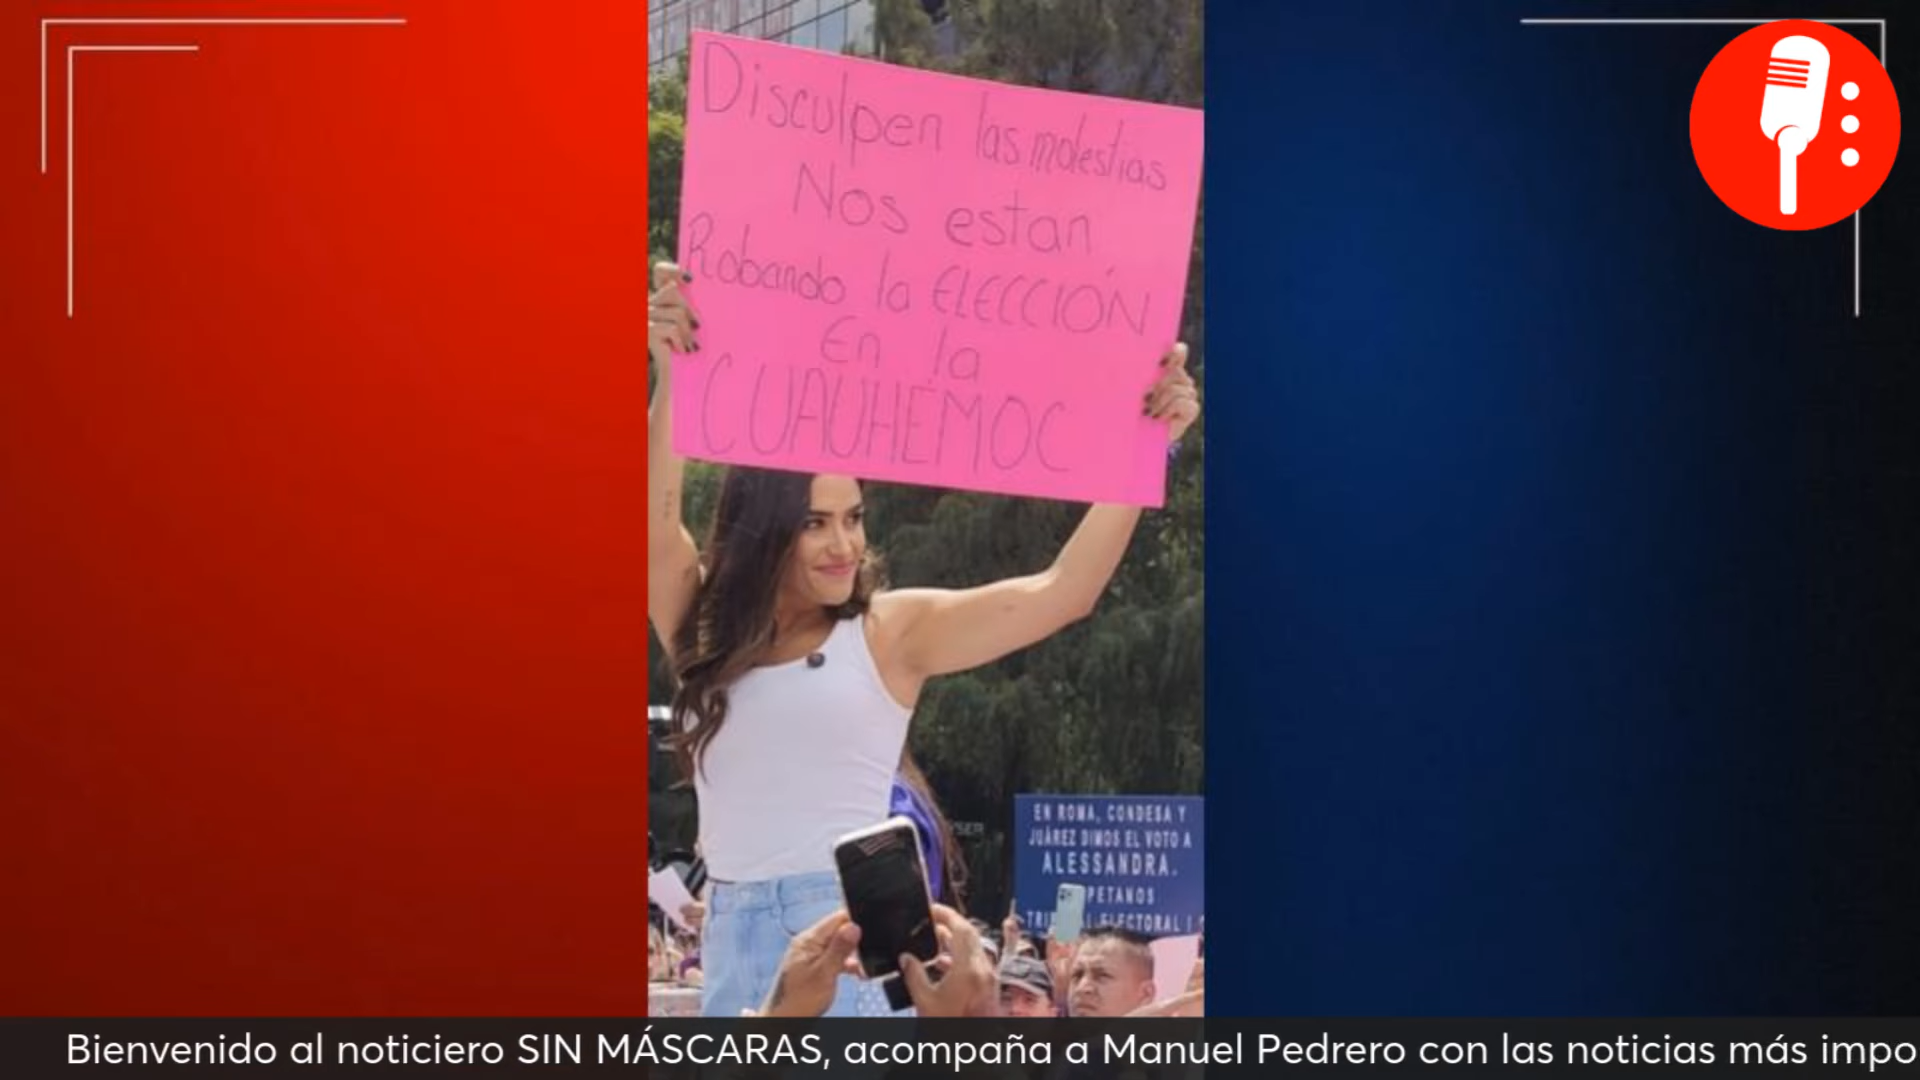 Disculpen las molestias
Nos estan
Robando la ELECCIÓN
En la
CUAUHÉMOC
EN ROMA, CONDESA Y
JUÁREZ DIMOS EL VOTO A
ALESSANDRA.
ELECTORAL
Bienvenido al noticiero SIN MÁSCARAS, acompaña a Manuel Pedrero con las noticias más impo